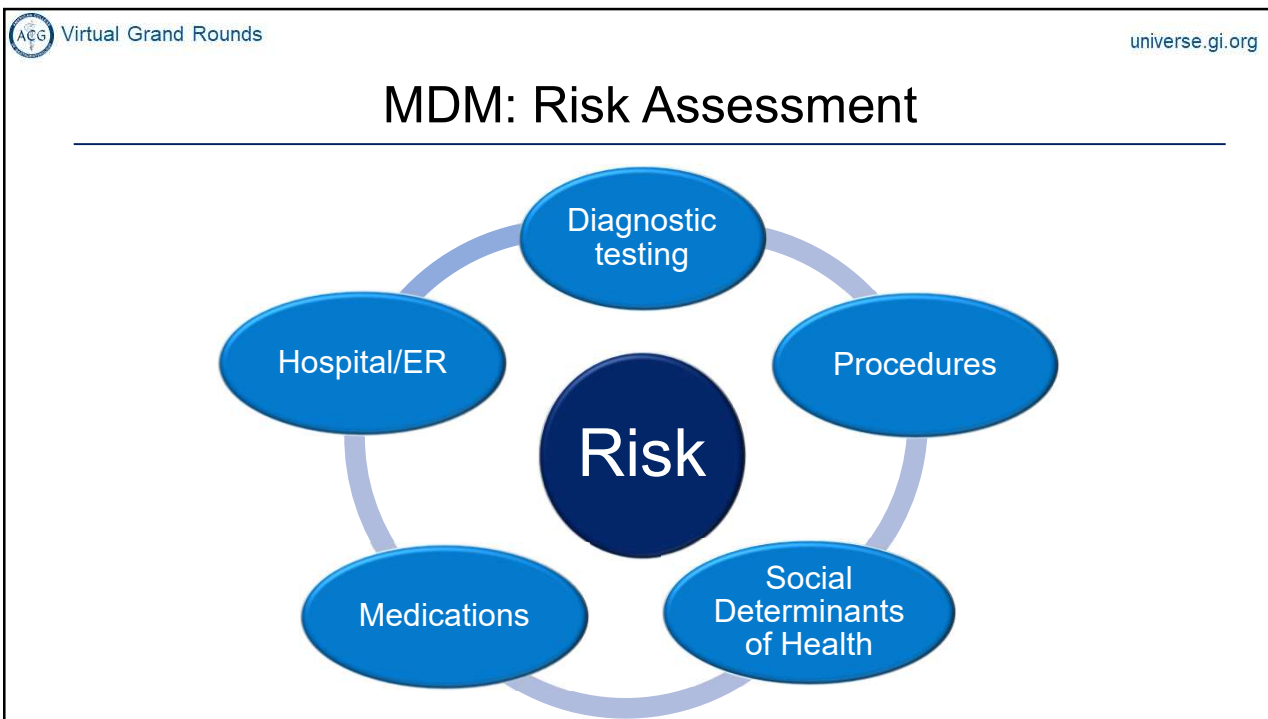 ACG
Virtual Grand Rounds
universe.gi.org
MDM: Risk Assessment
Diagnostic
testing
Hospital/ER
Procedures
Risk
Medications
Social
Determinants
of Health